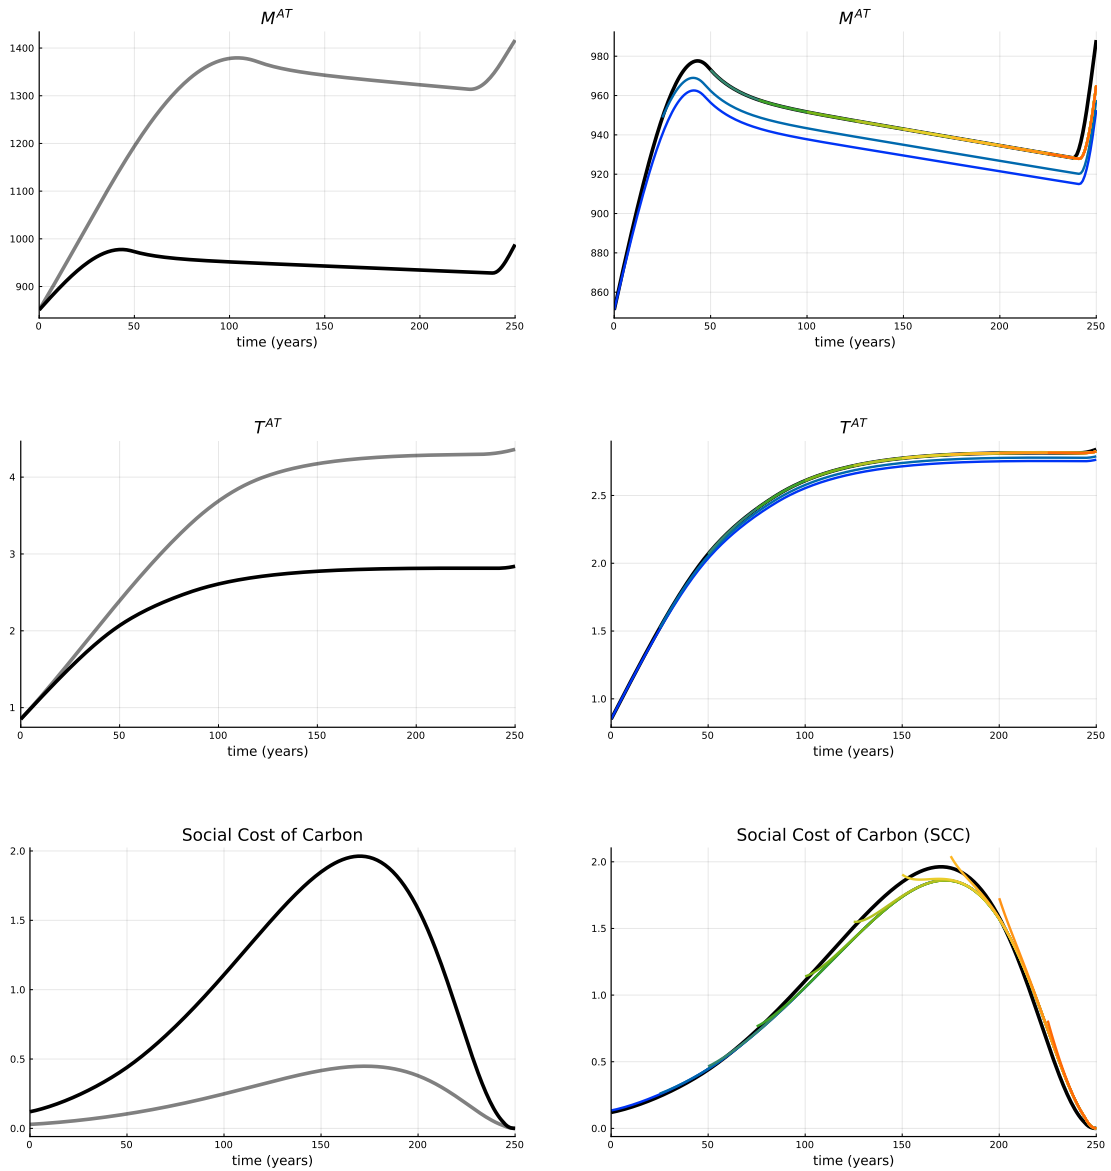 M^{AT}
1400
1300
1200
1100
1000
900
0 50 100 150 200 250
time (years)
M^{AT}
980
960
940
920
900
880
860
0 50 100 150 200 250
time (years)
T^{AT}
4
3
2
1
0 50 100 150 200 250
time (years)
T^{AT}
2.5
2.0
1.5
1.0
0 50 100 150 200 250
time (years)
Social Cost of Carbon
2.0
1.5
1.0
0.5
0.0
0 50 100 150 200 250
time (years)
Social Cost of Carbon (SCC)
2.0
1.5
1.0
0.5
0.0
0 50 100 150 200 250
time (years)